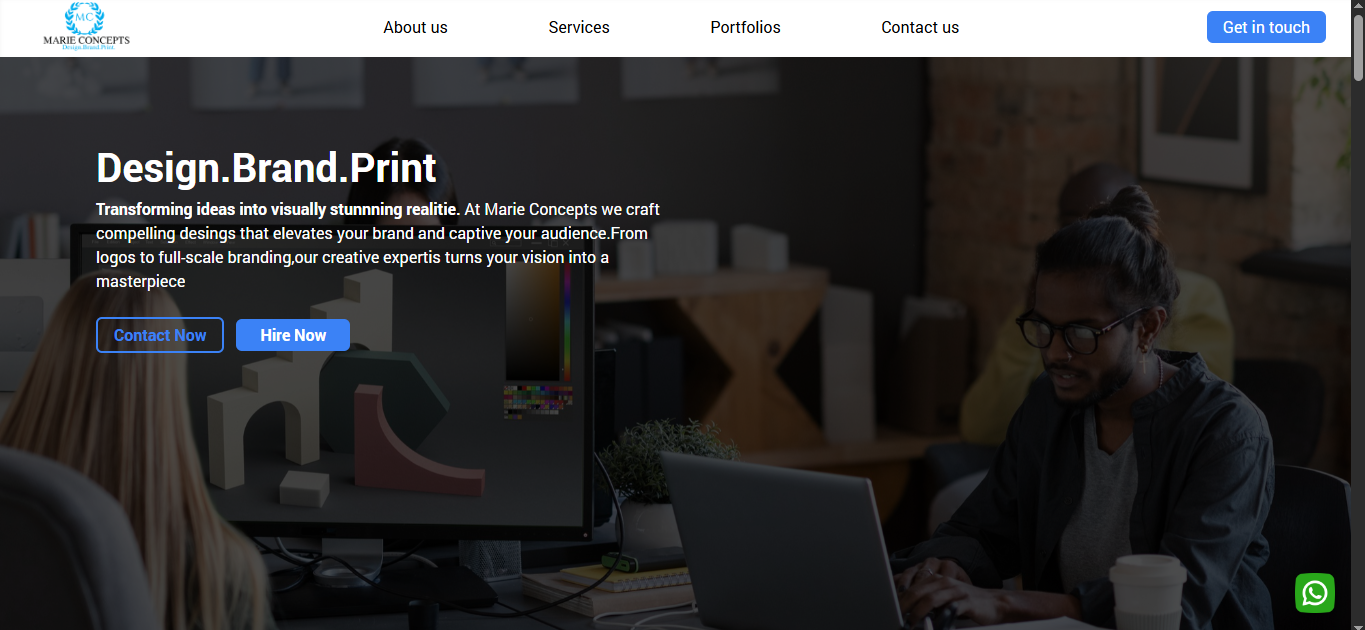 MC
MARIE CONCEPTS
Design.Brand.Print.
About us
Services
Portfolios
Contact us
Get in touch
Design.Brand.Print
Transforming ideas into visually stunnning realitie. At Marie Concepts we craft
compelling desings that elevates your brand and captive your audience.From
logos to full-scale branding,our creative expertis turns your vision into a
masterpiece
Contact Now
Hire Now